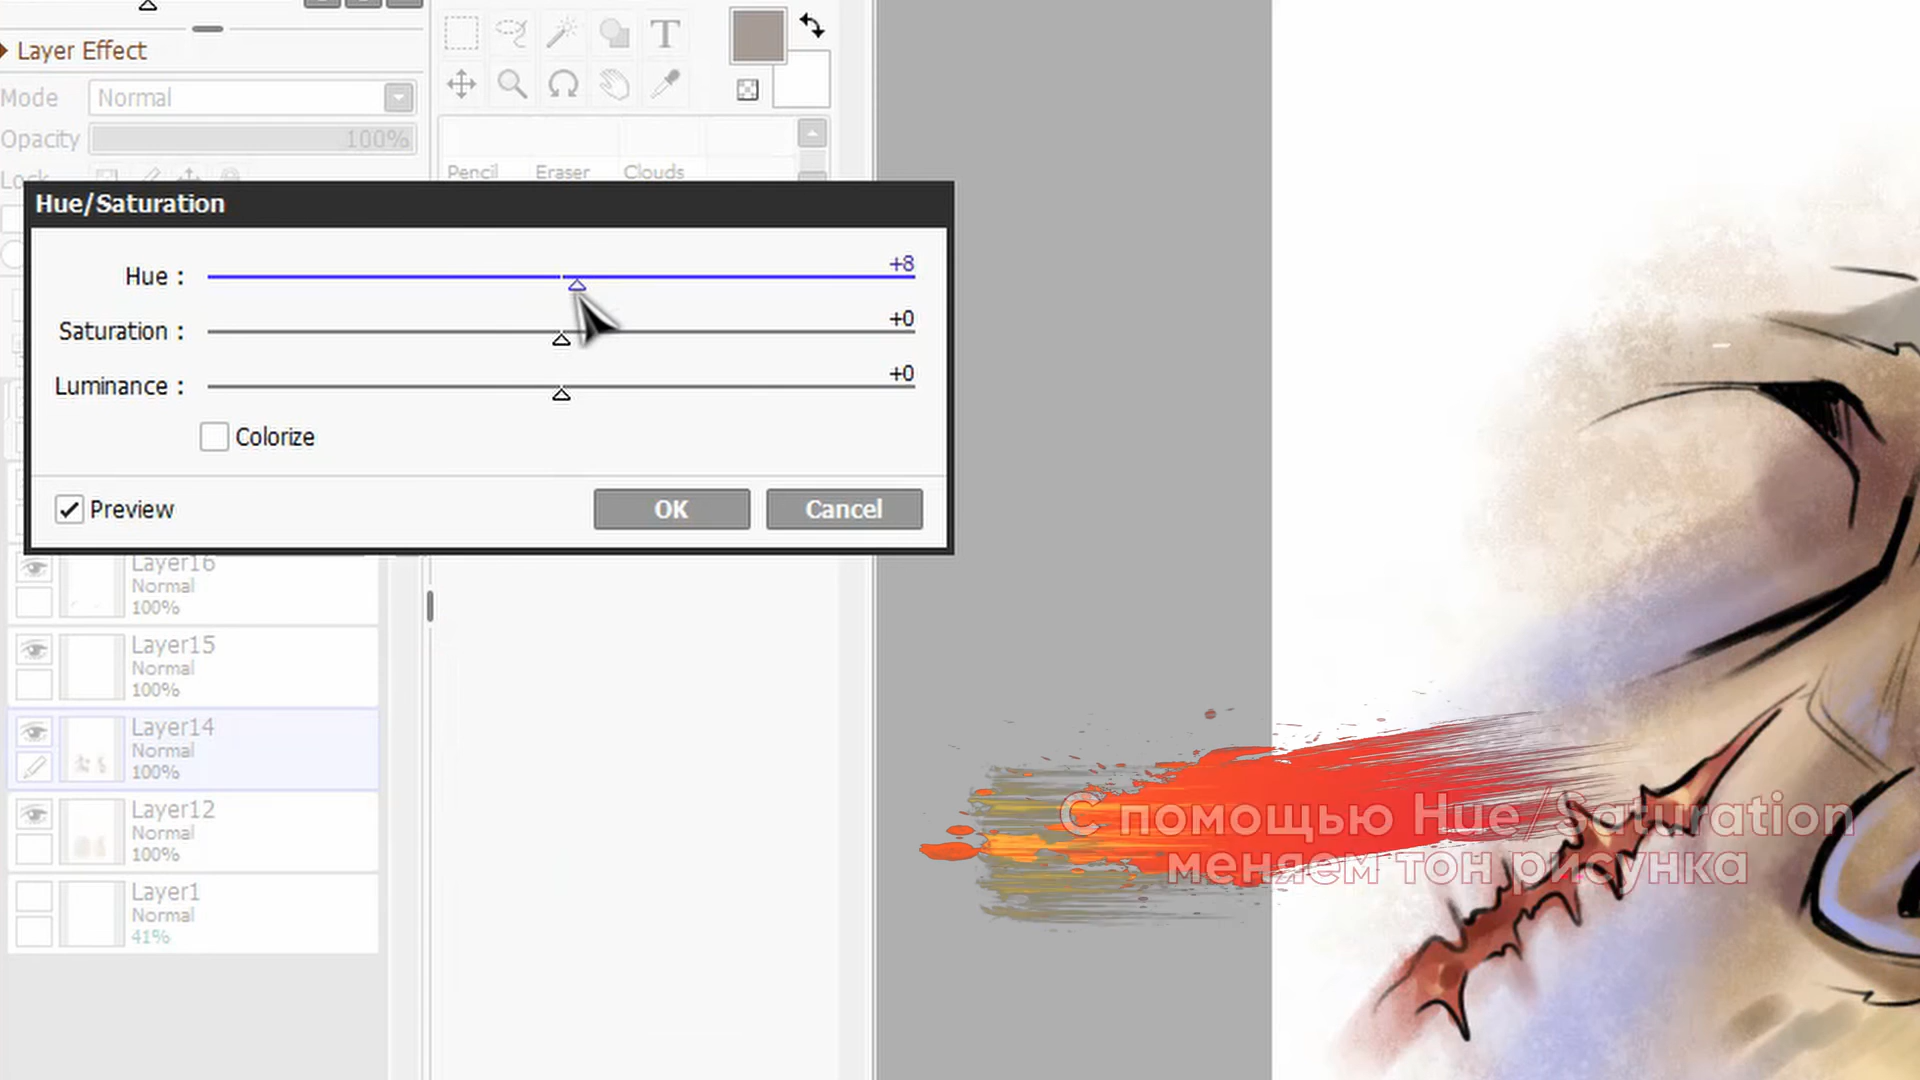 Layer Effect
Mode Normal
Opacity 100%
Lock
T
Pencil Eraser Clouds
Hue/Saturation
Hue : +8
Saturation : +0
Luminance : +0
Colorize
Preview OK Cancel
Layer16
Normal
100%
Layer15
Normal
100%
Layer14
Normal
100%
Layer12
Normal
100%
Layer1
Normal
41%
С помощью Hue/Saturation
меняем тон рисунка